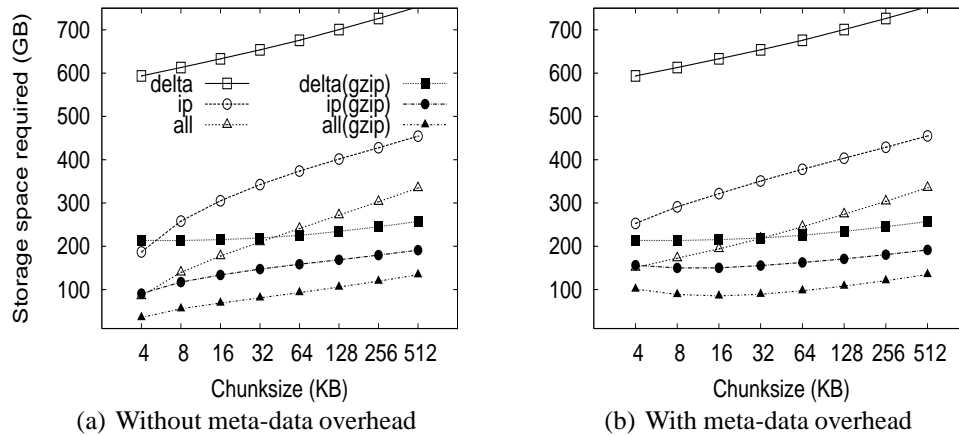 Storage space required (GB)
700
600
500
400
300
200
100
delta
ip
all
delta(gzip)
ip(gzip)
all(gzip)
4 8 16 32 64 128 256 512
Chunksize (KB)
(a) Without meta-data overhead
700
600
500
400
300
200
100
4 8 16 32 64 128 256 512
Chunksize (KB)
(b) With meta-data overhead